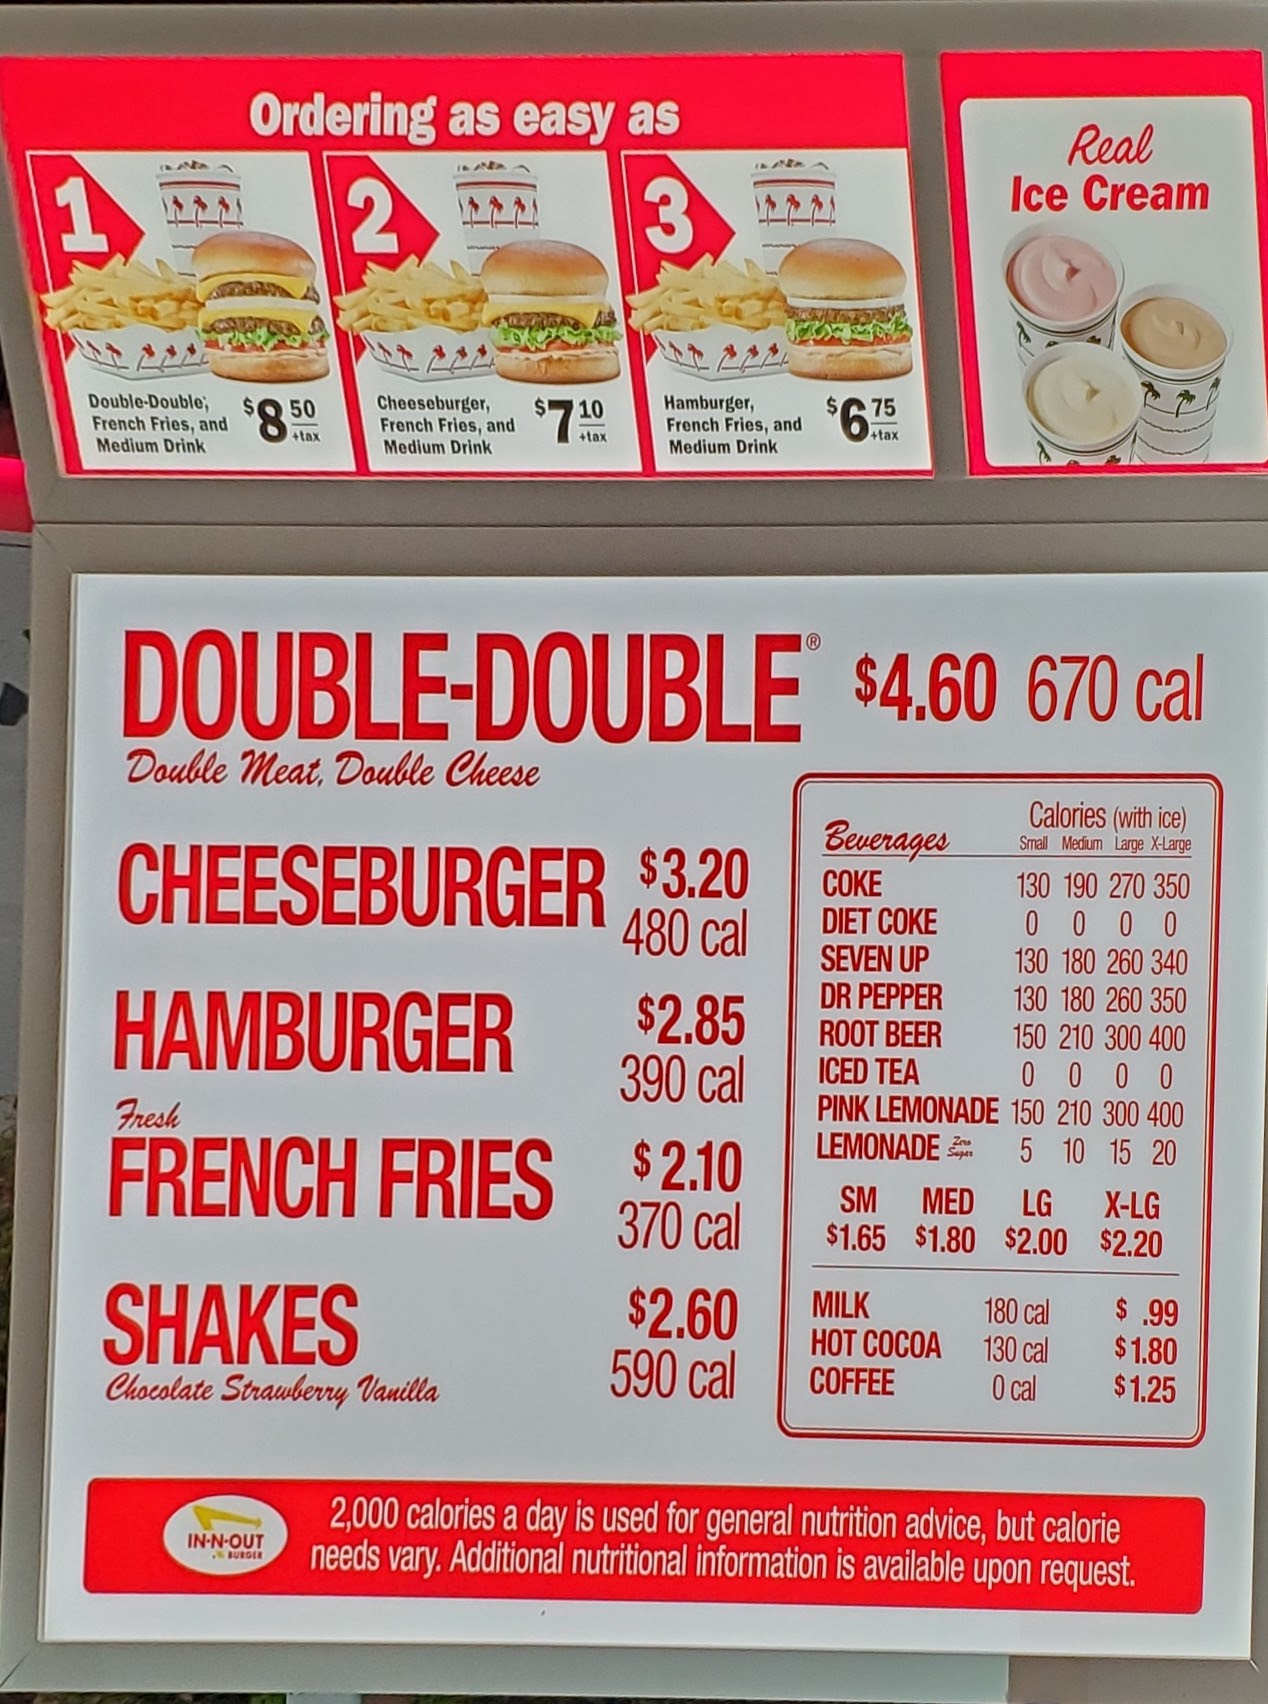 Ordering as easy as
1
Double-Double®,
French Fries, and
Medium Drink
$8 50
+tax
2
Cheeseburger,
French Fries, and
Medium Drink
$7 10
+tax
3
Hamburger,
French Fries, and
Medium Drink
$6 75
+tax
Real
Ice Cream
DOUBLE-DOUBLE® $4.60 670 cal
Double Meat, Double Cheese
CHEESEBURGER $3.20
480 cal
HAMBURGER $2.85
390 cal
Fresh
FRENCH FRIES $2.10
370 cal
SHAKES $2.60
Chocolate Strawberry Vanilla 590 cal
Calories (with ice)
Beverages Small Medium Large X-Large
COKE 130 190 270 350
DIET COKE 0 0 0 0
SEVEN UP 130 180 260 340
DR PEPPER 130 180 260 350
ROOT BEER 150 210 300 400
ICED TEA 0 0 0 0
PINK LEMONADE 150 210 300 400
LEMONADE Zero Sugar 5 10 15 20
SM MED LG X-LG
$1.65 $1.80 $2.00 $2.20
MILK 180 cal $ .99
HOT COCOA 130 cal $1.80
COFFEE 0 cal $1.25
IN-N-OUT
BURGER
2,000 calories a day is used for general nutrition advice, but calorie
needs vary. Additional nutritional information is available upon request.